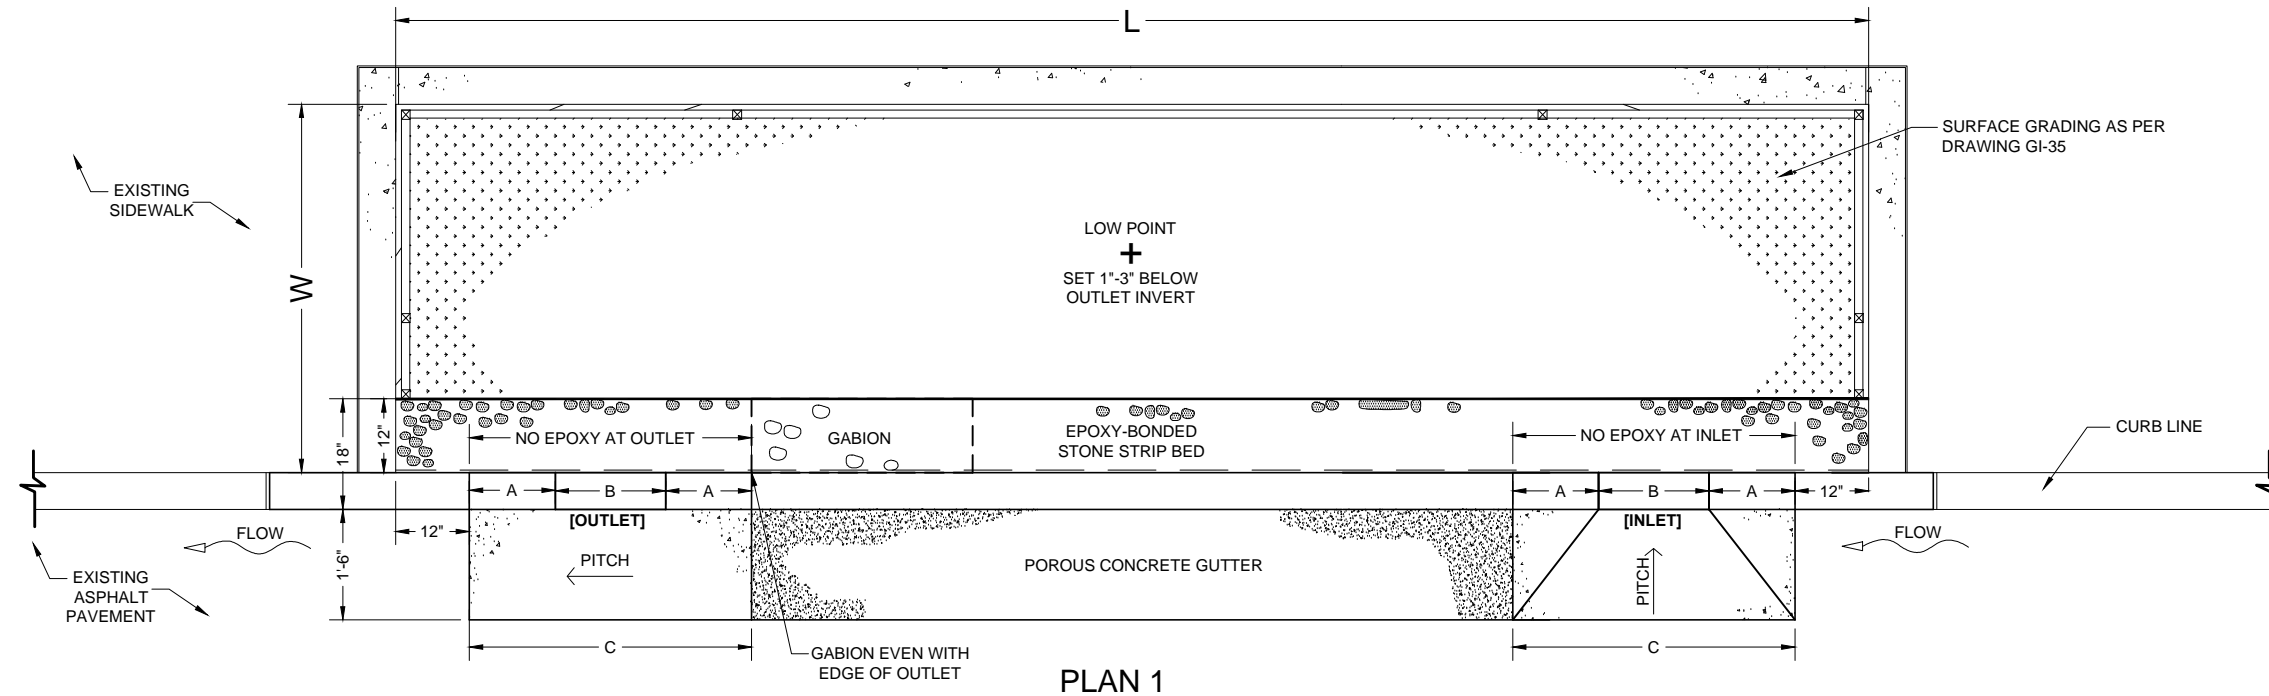 L
SURFACE GRADING AS PER
DRAWING GI-35
EXISTING
SIDEWALK
LOW POINT
SET 1"-3" BELOW
OUTLET INVERT
W
18"
12"
NO EPOXY AT OUTLET
GABION
EPOXY-BONDED
STONE STRIP BED
NO EPOXY AT INLET
CURB LINE
A
B
A
A
B
A
12"
[OUTLET]
[INLET]
FLOW
12"
FLOW
PITCH
PITCH
1'-6"
POROUS CONCRETE GUTTER
EXISTING
ASPHALT
PAVEMENT
C
C
GABION EVEN WITH
EDGE OF OUTLET
PLAN 1